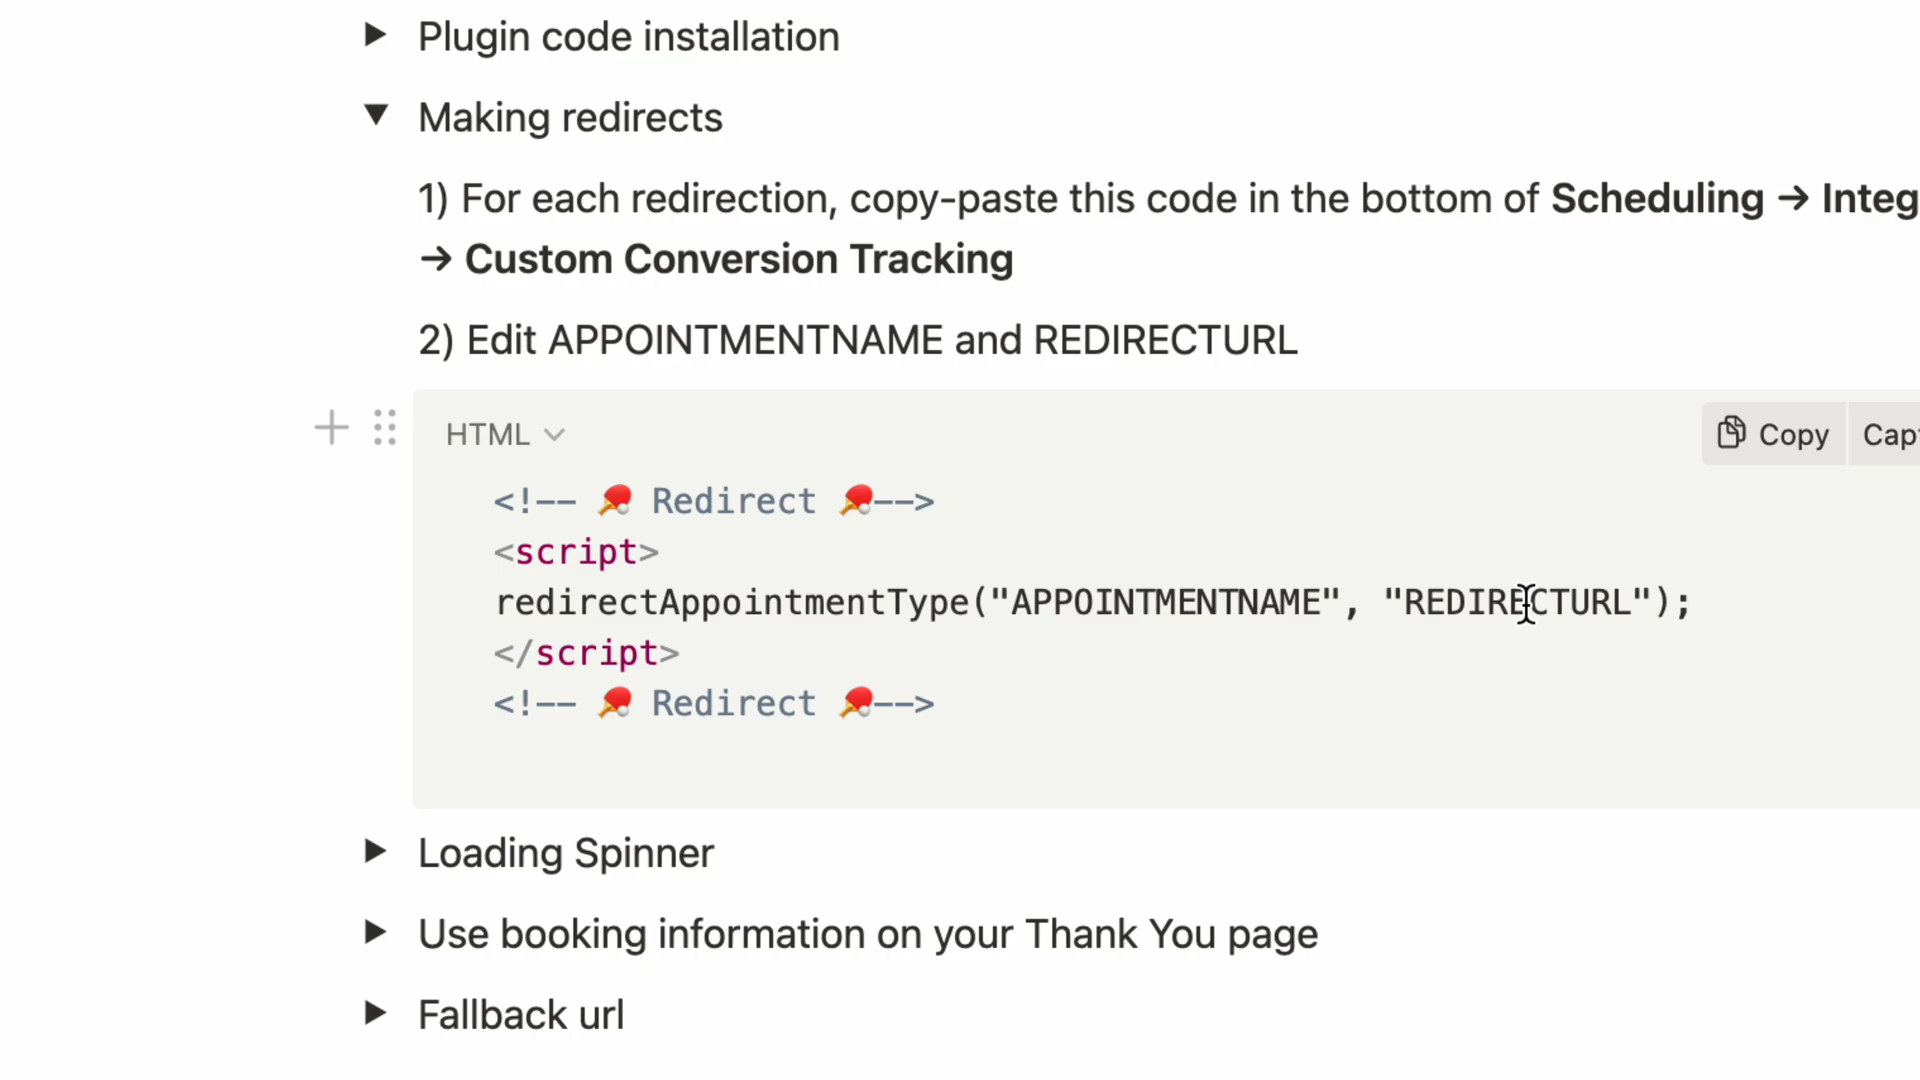 Plugin code installation
Making redirects
1) For each redirection, copy-paste this code in the bottom of Scheduling → Integ
→ Custom Conversion Tracking
2) Edit APPOINTMENTNAME and REDIRECTURL
HTML
Copy
Capt
<!-- 🏓 Redirect 🏓-->
<script>
redirectAppointmentType("APPOINTMENTNAME", "REDIRECTURL");
</script>
<!-- 🏓 Redirect 🏓-->
Loading Spinner
Use booking information on your Thank You page
Fallback url